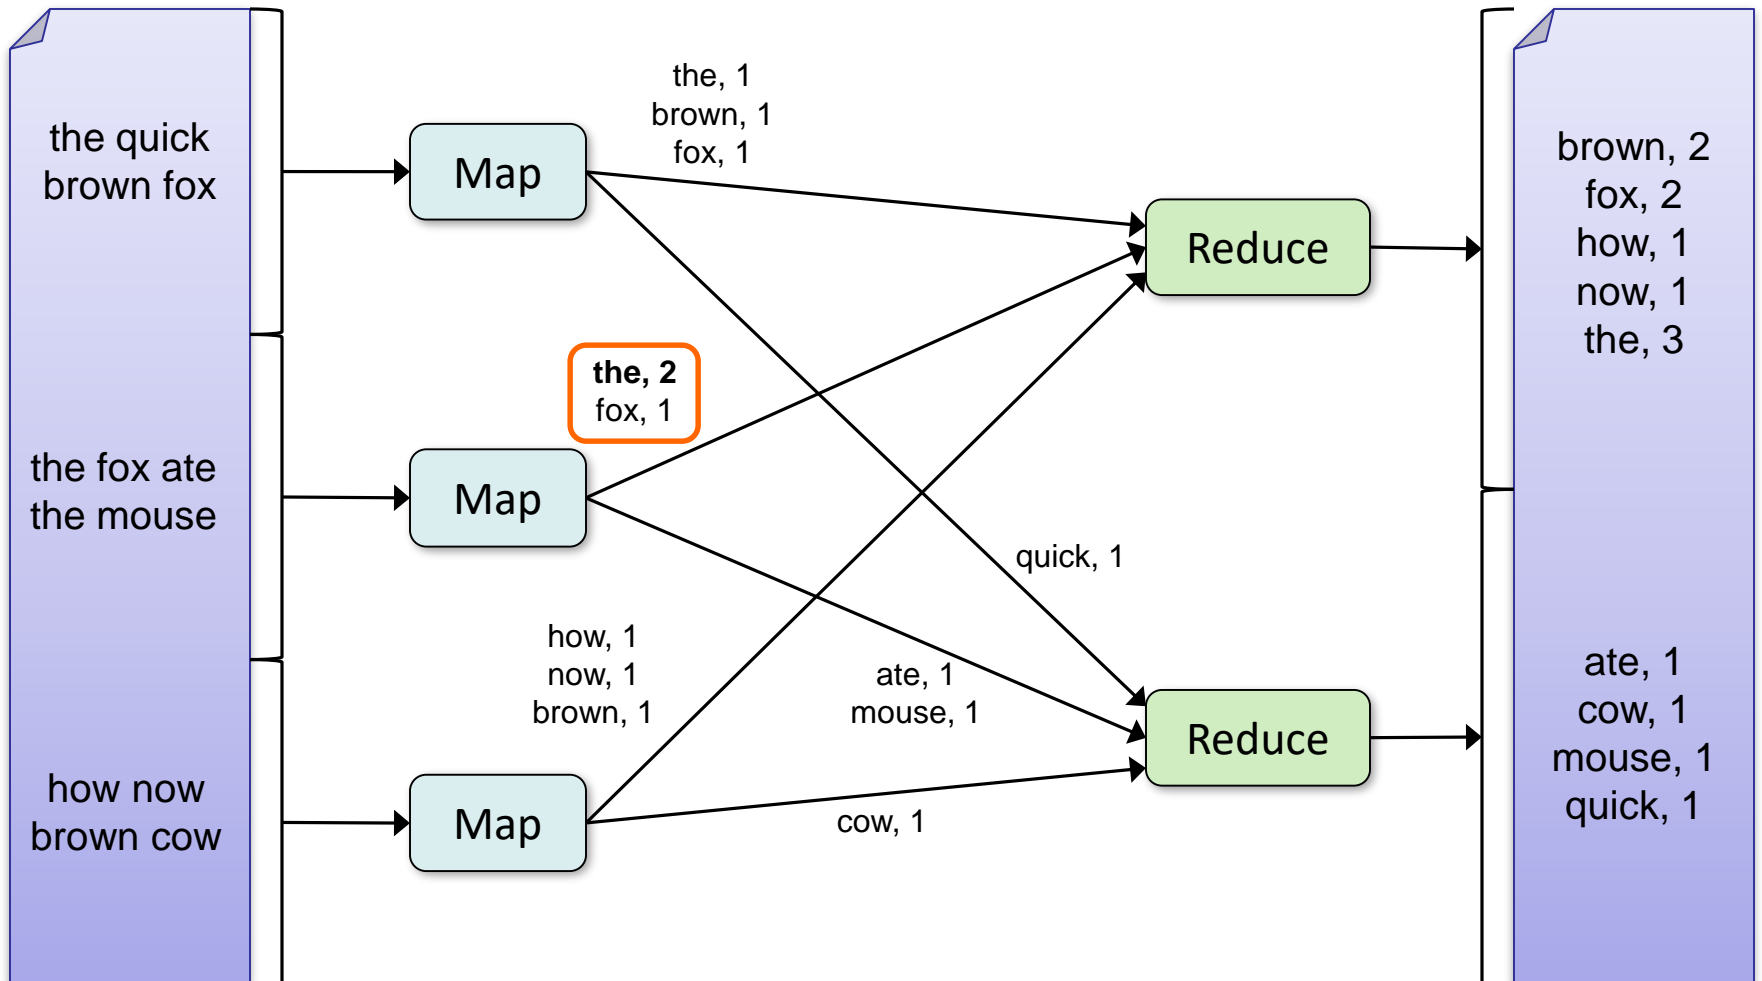 the quick
brown fox
the fox ate
the mouse
how now
brown cow
Map
Map
Map
the, 1
brown, 1
fox, 1
the, 2
fox, 1
how, 1
now, 1
brown, 1
quick, 1
ate, 1
mouse, 1
cow, 1
Reduce
Reduce
brown, 2
fox, 2
how, 1
now, 1
the, 3
ate, 1
cow, 1
mouse, 1
quick, 1